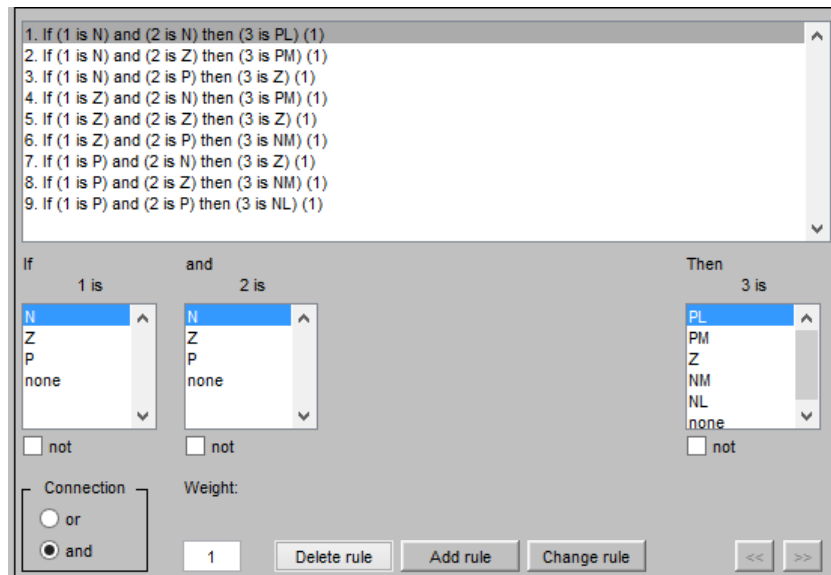 1. If (1 is N) and (2 is N) then (3 is PL) (1)
2. If (1 is N) and (2 is Z) then (3 is PM) (1)
3. If (1 is N) and (2 is P) then (3 is Z) (1)
4. If (1 is Z) and (2 is N) then (3 is PM) (1)
5. If (1 is Z) and (2 is Z) then (3 is Z) (1)
6. If (1 is Z) and (2 is P) then (3 is NM) (1)
7. If (1 is P) and (2 is N) then (3 is Z) (1)
8. If (1 is P) and (2 is Z) then (3 is NM) (1)
9. If (1 is P) and (2 is P) then (3 is NL) (1)
If and Then
1 is 2 is 3 is
N N PL
Z Z PM
P P Z
none none NM
NL
none
not not not
Connection Weight:
or
and 1 Delete rule Add rule Change rule << >>